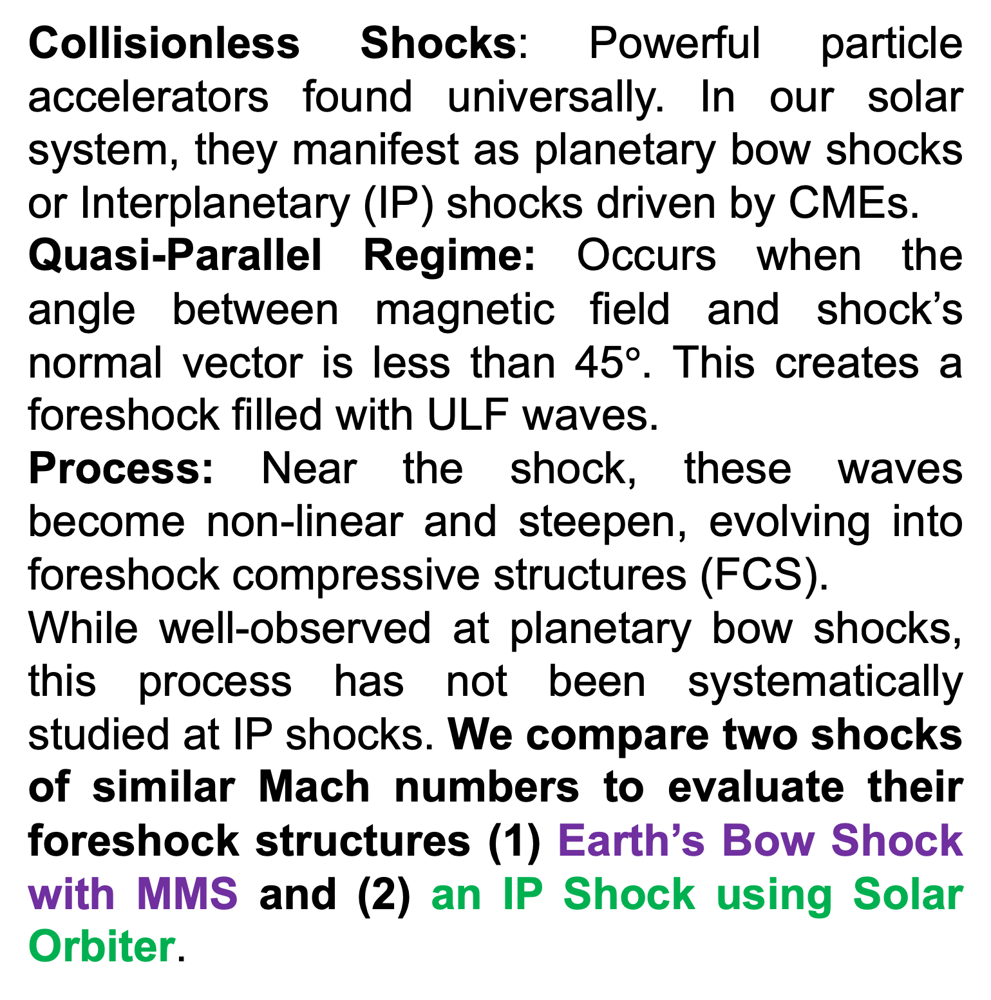 Collisionless Shocks: Powerful particle
accelerators found universally. In our solar
system, they manifest as planetary bow shocks
or Interplanetary (IP) shocks driven by CMEs.
Quasi-Parallel Regime: Occurs when the
angle between magnetic field and shock’s
normal vector is less than 45°. This creates a
foreshock filled with ULF waves.
Process: Near the shock, these waves
become non-linear and steepen, evolving into
foreshock compressive structures (FCS).
While well-observed at planetary bow shocks,
this process has not been systematically
studied at IP shocks. We compare two shocks
of similar Mach numbers to evaluate their
foreshock structures (1) Earth’s Bow Shock
with MMS and (2) an IP Shock using Solar
Orbiter.